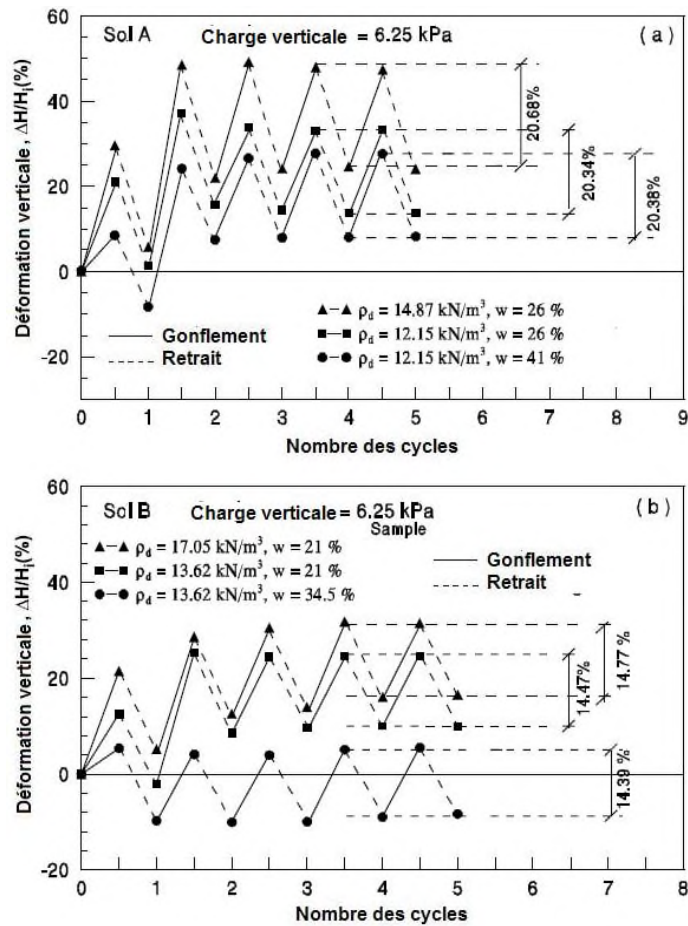 Sol A Charge verticale = 6.25 kPa (a)
60
40
20
0
-20
Déformation verticale, ΔH/Hᵢ(%)
20.68%
20.34%
20.38%
▲–▲ ρd = 14.87 kN/m³, w = 26 %
■–■ ρd = 12.15 kN/m³, w = 26 %
●–● ρd = 12.15 kN/m³, w = 41 %
Gonflement
Retrait
0 1 2 3 4 5 6 7 8 9
Nombre des cycles
Sol B Charge verticale = 6.25 kPa (b)
Sample
60
40
20
0
-20
Déformation verticale, ΔH/Hᵢ(%)
▲–▲ ρd = 17.05 kN/m³, w = 21 %
■–■ ρd = 13.62 kN/m³, w = 21 %
●–● ρd = 13.62 kN/m³, w = 34.5 %
Gonflement
Retrait
14.77%
14.47%
14.39%
0 1 2 3 4 5 6 7 8
Nombre des cycles